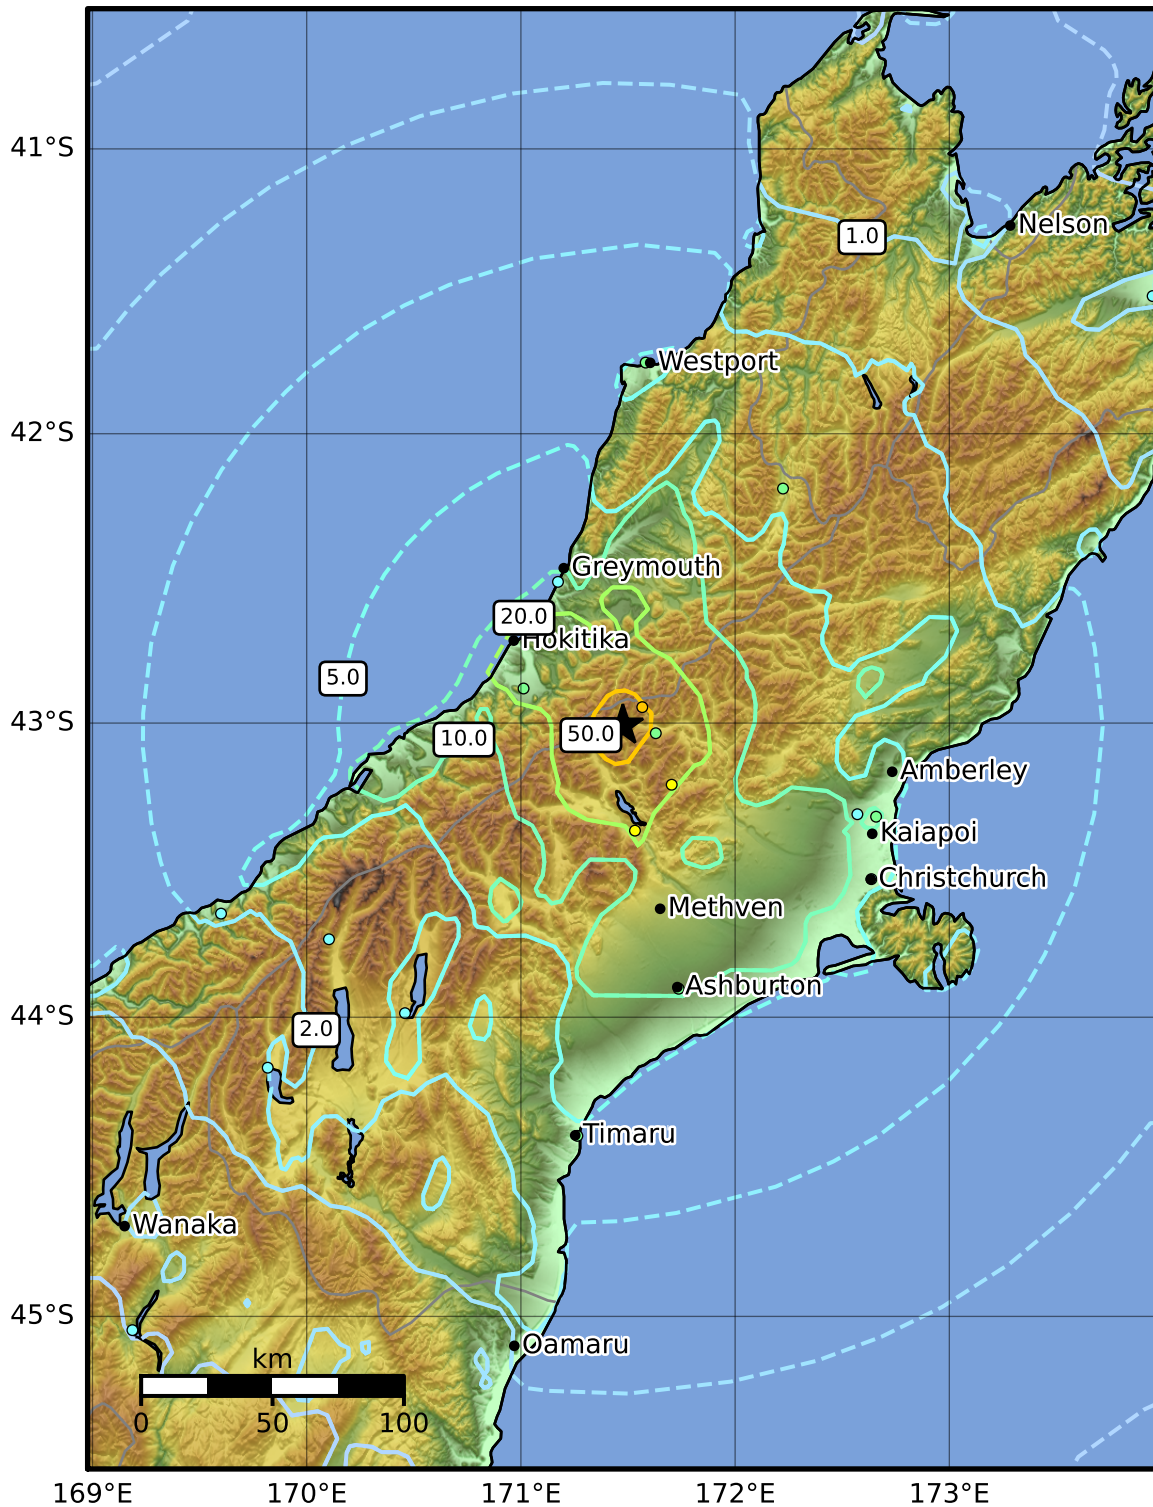 41°S
1.0
Nelson
Westport
42°S
Greymouth
20.0
Hokitika
5.0
43°S
10.0
50.0
Amberley
Kaiapoi
Christchurch
Methven
Ashburton
44°S
2.0
Timaru
Wanaka
45°S
Oamaru
km
0 50 100
169°E 170°E 171°E 172°E 173°E